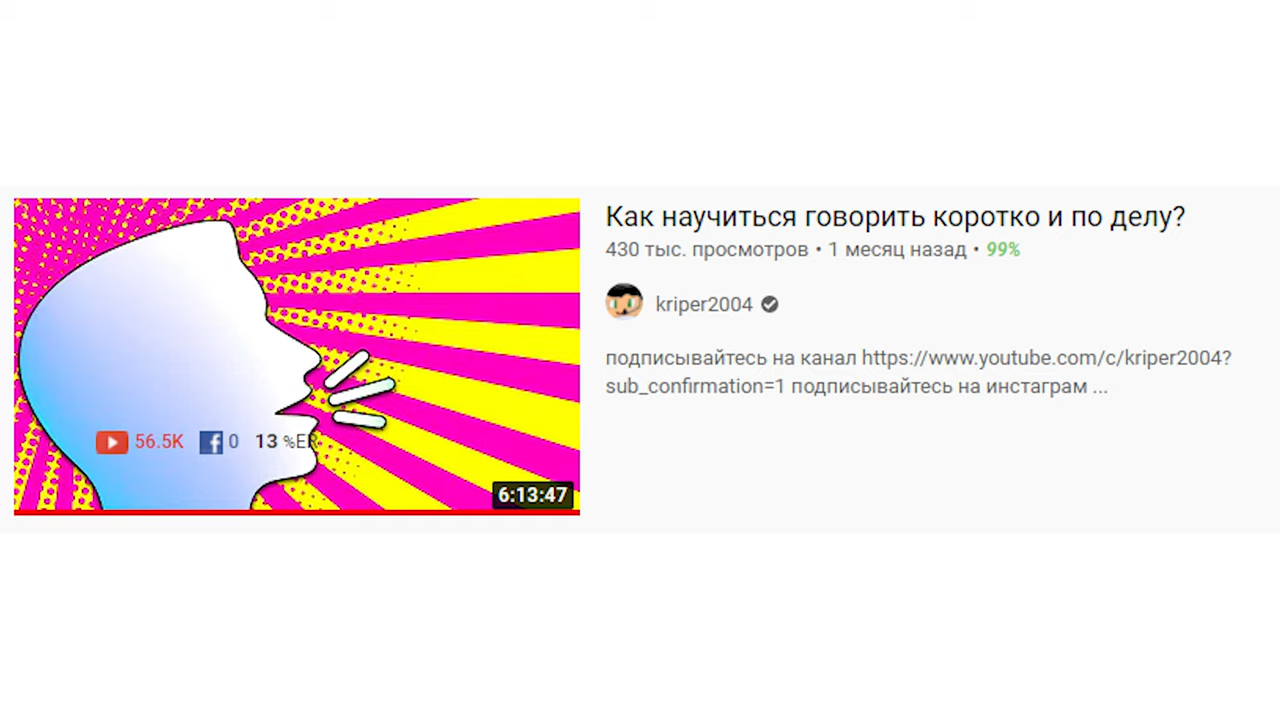 Как научиться говорить коротко и по делу?
430 тыс. просмотров • 1 месяц назад • 99%
kriper2004
подписывайтесь на канал https://www.youtube.com/c/kriper2004?
sub_confirmation=1 подписывайтесь на инстаграм ...
56.5K 0 13 %ER
6:13:47